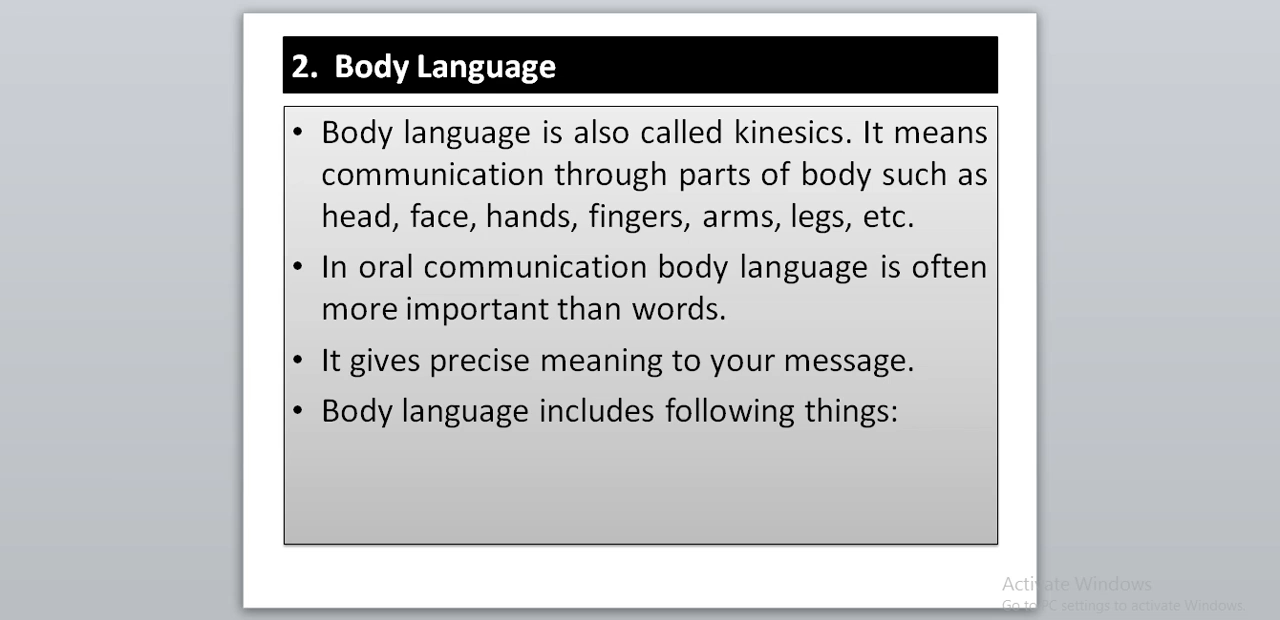 2. Body Language
• Body language is also called kinesics. It means
communication through parts of body such as
head, face, hands, fingers, arms, legs, etc.
• In oral communication body language is often
more important than words.
• It gives precise meaning to your message.
• Body language includes following things:
Activate Windows
Go to PC settings to activate Windows.